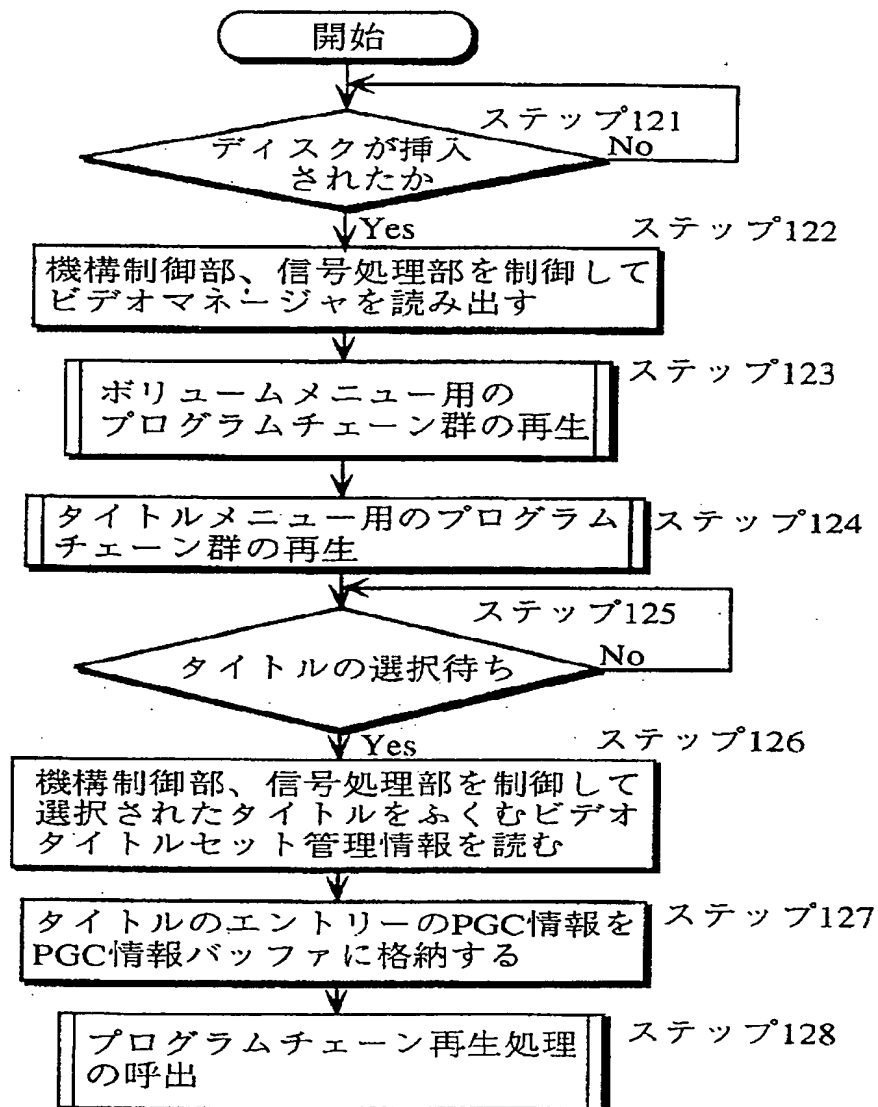 開始
ステップ121
ディスクが挿入
されたか
No
Yes
ステップ122
機構制御部、信号処理部を制御して
ビデオマネージャを読み出す
ステップ123
ボリュームメニュー用の
プログラムチェーン群の再生
タイトルメニュー用のプログラム
チェーン群の再生
ステップ124
ステップ125
タイトルの選択待ち
No
Yes
ステップ126
機構制御部、信号処理部を制御して
選択されたタイトルをふくむビデオ
タイトルセット管理情報を読む
ステップ127
タイトルのエントリーのPGC情報を
PGC情報バッファに格納する
ステップ128
プログラムチェーン再生処理
の呼出